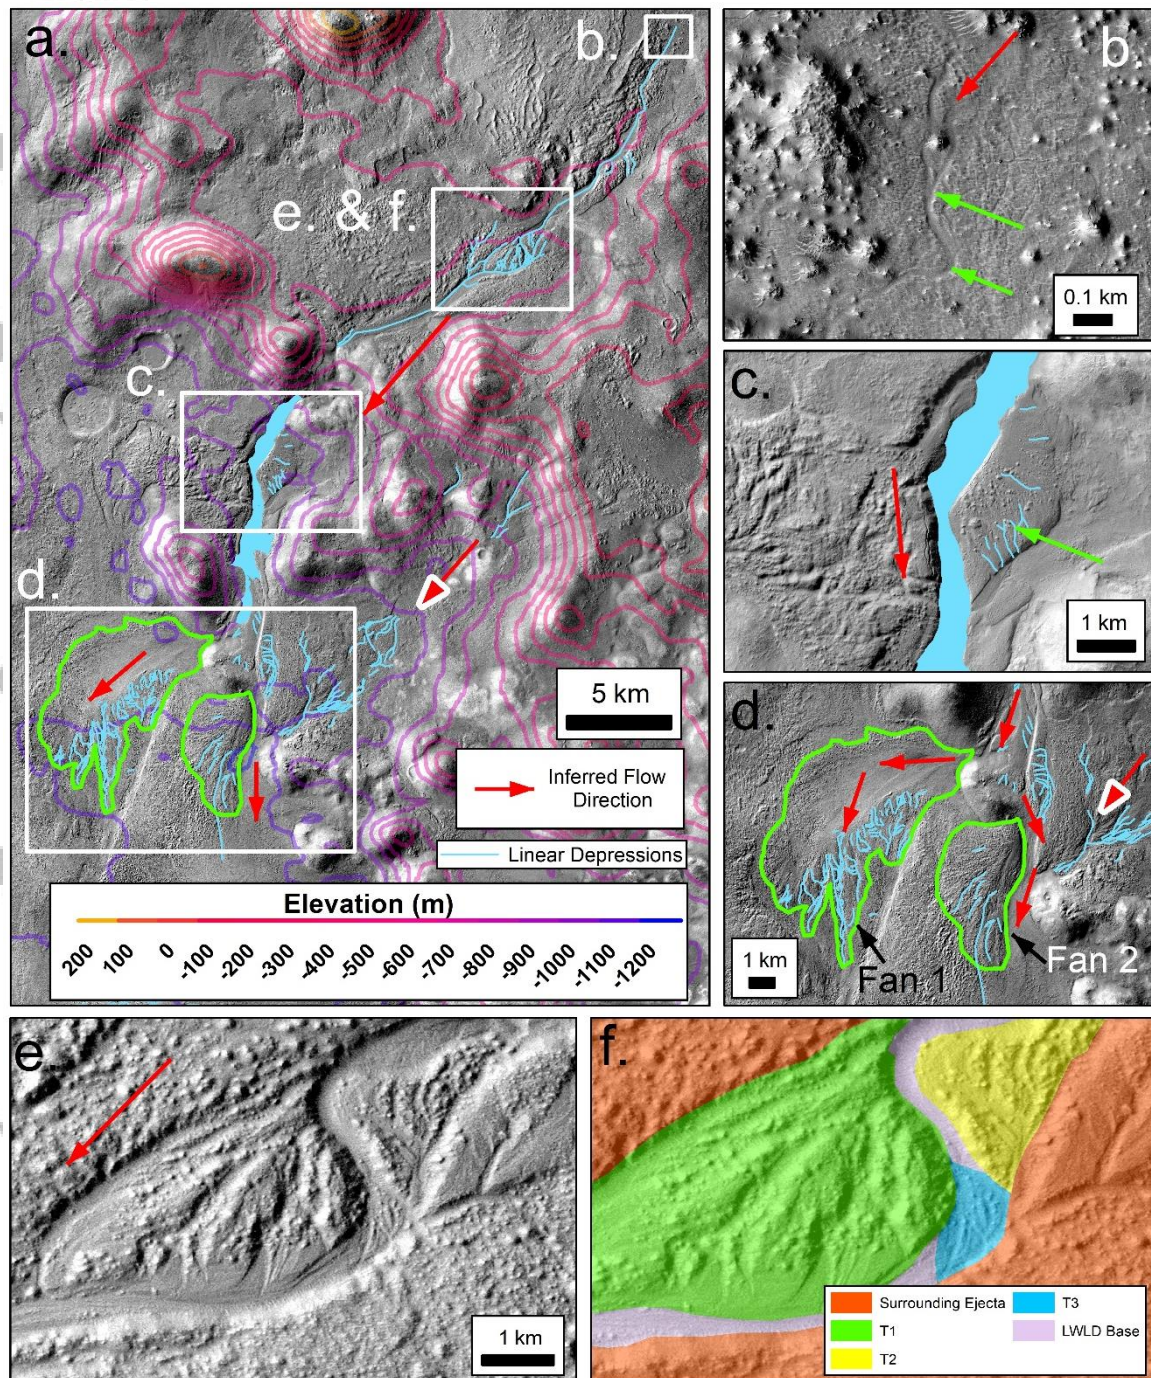 a.
b.
e. & f.
c.
d.
5 km
Inferred Flow
Direction
Linear Depressions
Elevation (m)
200
100
0
-100
-200
-300
-400
-500
-600
-700
-800
-900
-1000
-1100
-1200
b.
0.1 km
c.
1 km
d.
1 km
Fan 1
Fan 2
e.
1 km
f.
Surrounding Ejecta
T3
T1
LWLD Base
T2